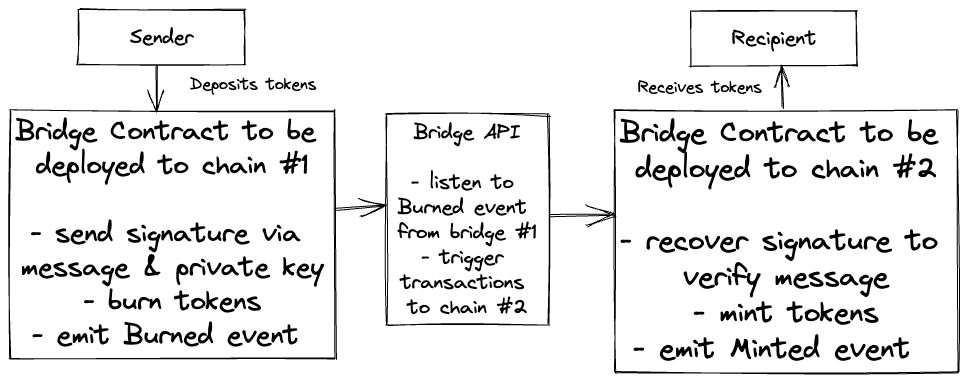 Sender
Deposits tokens
Bridge Contract to be
deployed to chain #1
- send signature via
message & private key
- burn tokens
- emit Burned event
Bridge API
- listen to
Burned event
from bridge #1
- trigger
transactions
to chain #2
Recipient
Receives tokens
Bridge Contract to be
deployed to chain #2
- recover signature to
verify message
- mint tokens
- emit Minted event